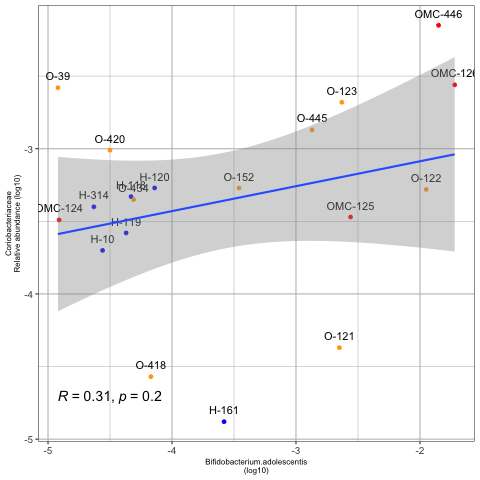 OMC-446
OMC-126
O-39
O-123
O-445
O-420
H-120
O-152
O-122
H-314
OMC-124
OMC-125
H-119
H-10
O-121
O-418
H-161
R = 0.31, p = 0.2
-3
-4
-5
-5
-4
-3
-2
Coriobacteriaceae
Relative abundance (log10)
Bifidobacterium.adolescentis
(log10)